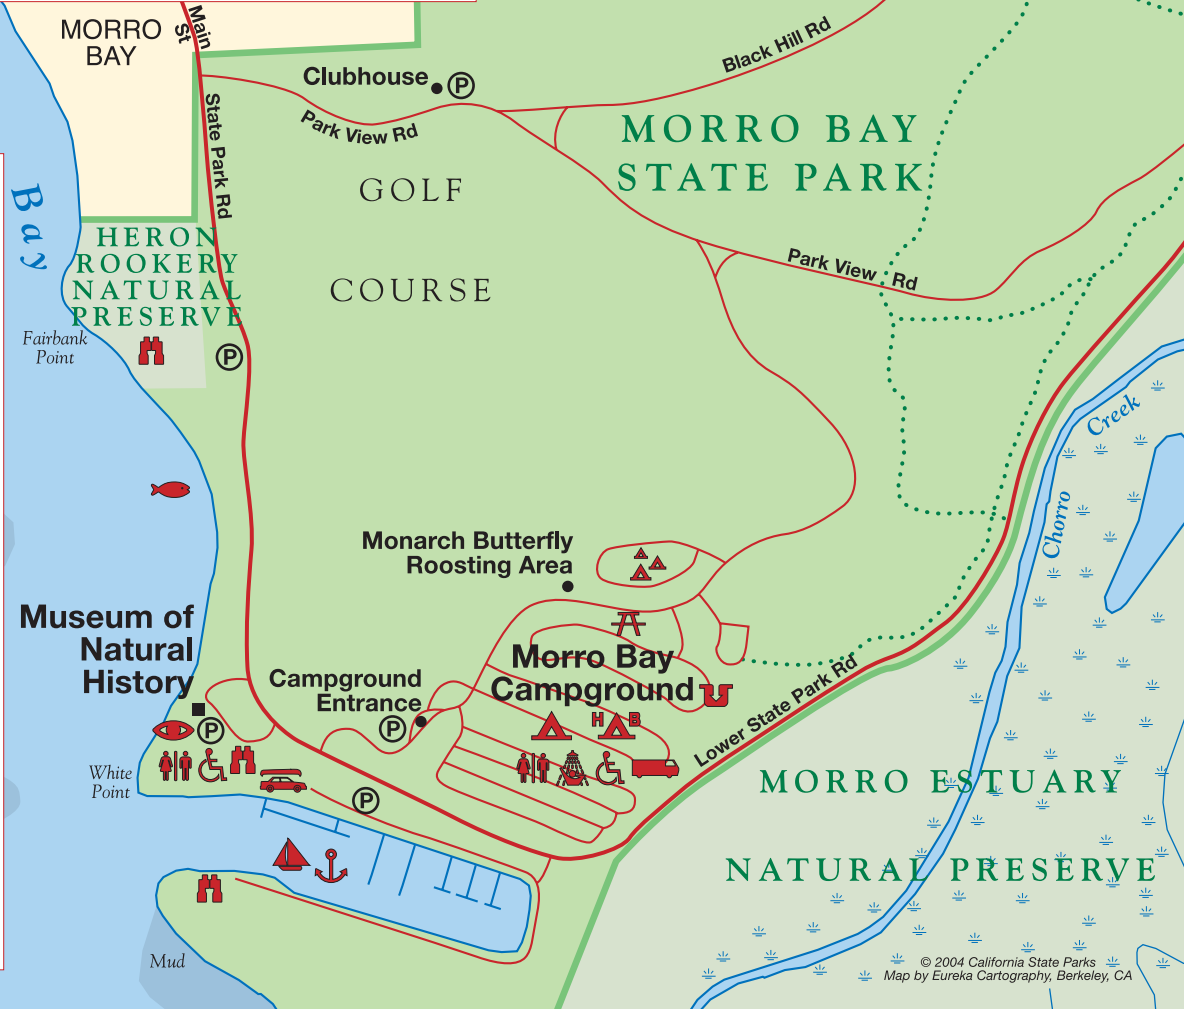 MORRO
BAY
Main
St
Black Hill Rd
Clubhouse
P
Park View Rd
State Park Rd
MORRO BAY
STATE PARK
GOLF
COURSE
Bay
HERON
ROOKERY
NATURAL
PRESERVE
Park View Rd
Fairbank
Point
P
Creek
Chorro
Monarch Butterfly
Roosting Area
Museum of
Natural
History
Morro Bay
Campground
Campground
Entrance
P
P
H B
Lower State Park Rd
White
Point
P
MORRO ESTUARY
NATURAL PRESERVE
Mud
© 2004 California State Parks
Map by Eureka Cartography, Berkeley, CA